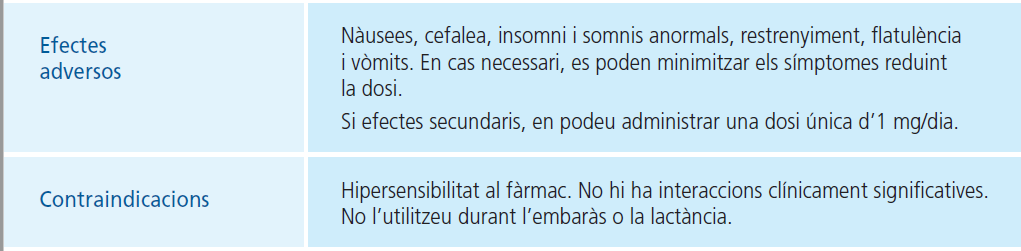 Efectes
adversos
Nàusees, cefalea, insomni i somnis anormals, restrenyiment, flatulència
i vòmits. En cas necessari, es poden minimitzar els símptomes reduint
la dosi.
Si efectes secundaris, en podeu administrar una dosi única d’1 mg/dia.
Contraindicacions
Hipersensibilitat al fàrmac. No hi ha interaccions clínicament significatives.
No l’utilitzeu durant l’embaràs o la lactància.